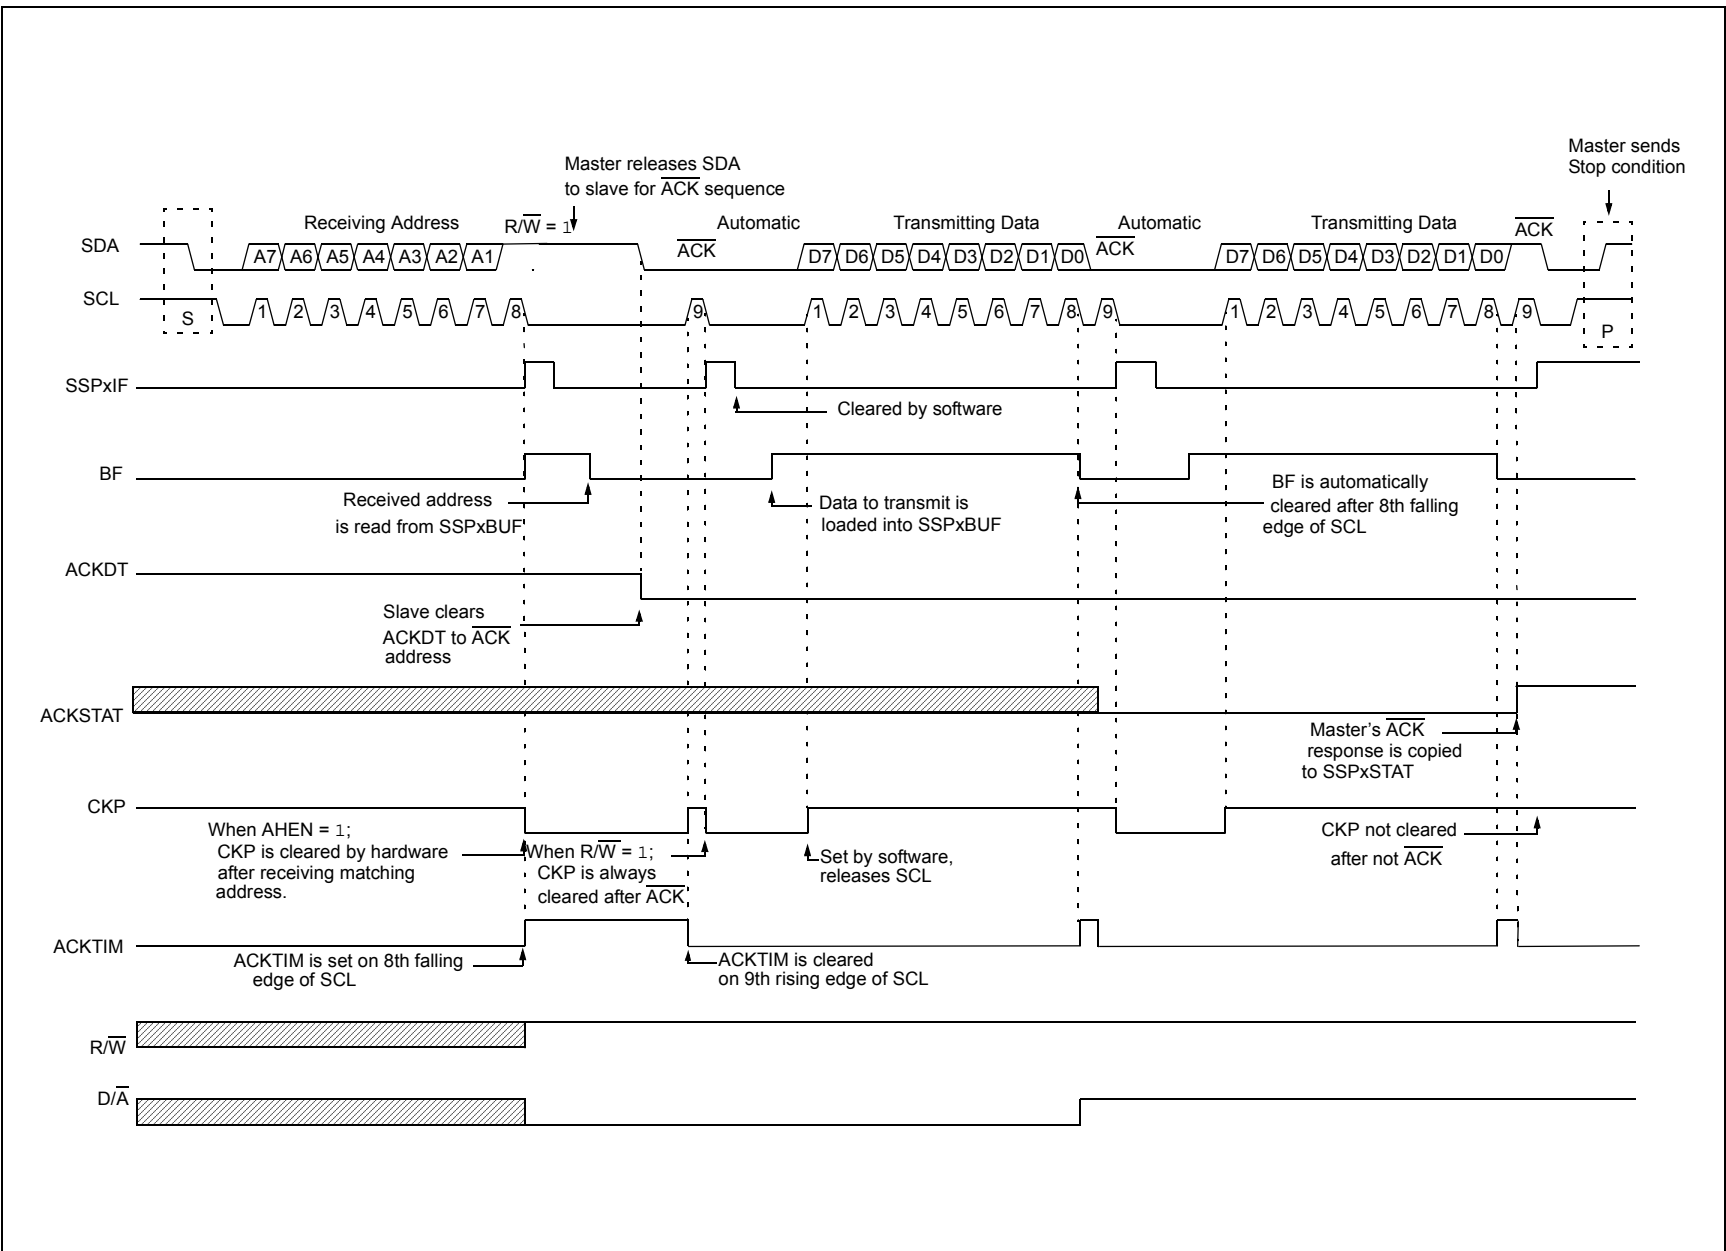 Master sends
Stop condition
Master releases SDA
to slave for A̅C̅K̅ sequence
Receiving Address
R/W̅ = 1
Automatic
Transmitting Data
Automatic
Transmitting Data
A̅C̅K̅
SDA
A7 A6 A5 A4 A3 A2 A1
A̅C̅K̅
D7 D6 D5 D4 D3 D2 D1 D0
A̅C̅K̅
D7 D6 D5 D4 D3 D2 D1 D0
SCL
S
1 2 3 4 5 6 7 8 9
1 2 3 4 5 6 7 8 9
1 2 3 4 5 6 7 8 9
P
SSPxIF
Cleared by software
BF
Received address
is read from SSPxBUF
Data to transmit is
loaded into SSPxBUF
BF is automatically
cleared after 8th falling
edge of SCL
ACKDT
Slave clears
ACKDT to A̅C̅K̅
address
ACKSTAT
Master's A̅C̅K̅
response is copied
to SSPxSTAT
CKP
When AHEN = 1;
CKP is cleared by hardware
after receiving matching
address.
When R/W̅ = 1;
CKP is always
cleared after A̅C̅K̅
Set by software,
releases SCL
CKP not cleared
after not A̅C̅K̅
ACKTIM
ACKTIM is set on 8th falling
edge of SCL
ACKTIM is cleared
on 9th rising edge of SCL
R/W̅
D/A̅